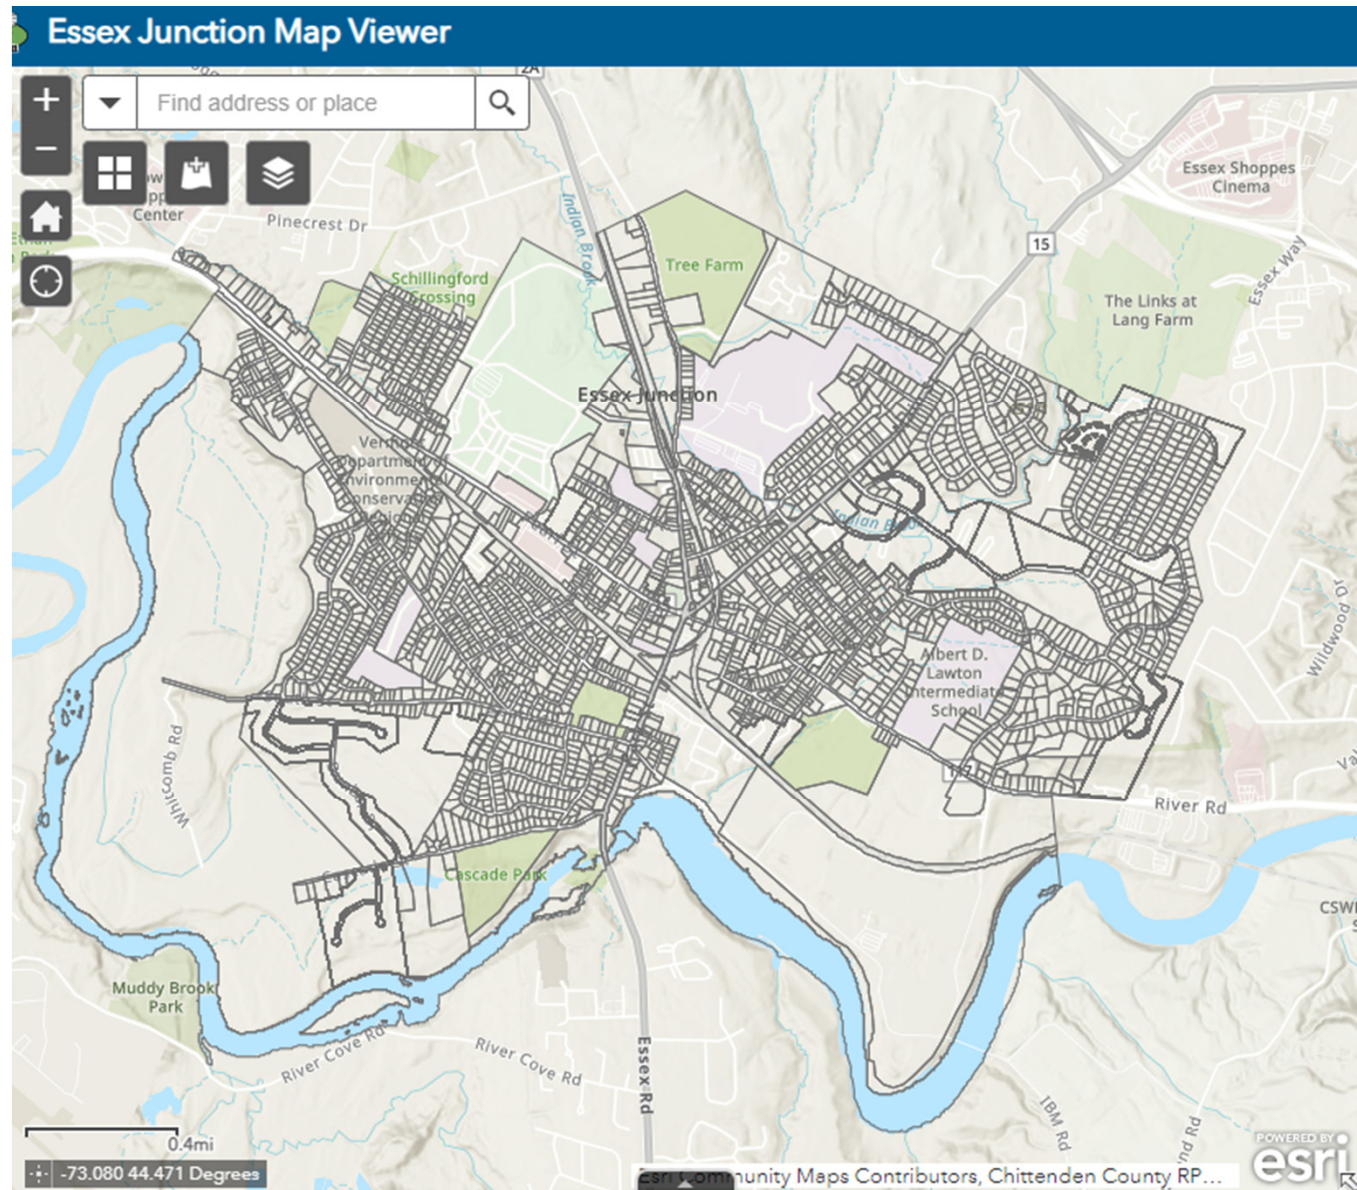 Essex Junction Map Viewer
2A
+
Find address or place
−
Center
Pinecrest Dr
Indian Brook
Essex Shoppes
Cinema
15
Tree Farm
Schillingford
Crossing
Essex Way
The Links at
Lang Farm
Essex Junction
Vermont
Department of
Environmental
Conservation
Indian Brook
Albert D.
Lawton
Intermediate
School
Wildwood Dr
Whitcomb Rd
117
River Rd
Cascade Park
Muddy Brook
Park
River Cove Rd
River Cove Rd
Essex Rd
IBM Rd
0.4mi
-73.080 44.471 Degrees
Esri Community Maps Contributors, Chittenden County RP...
POWERED BY
esri